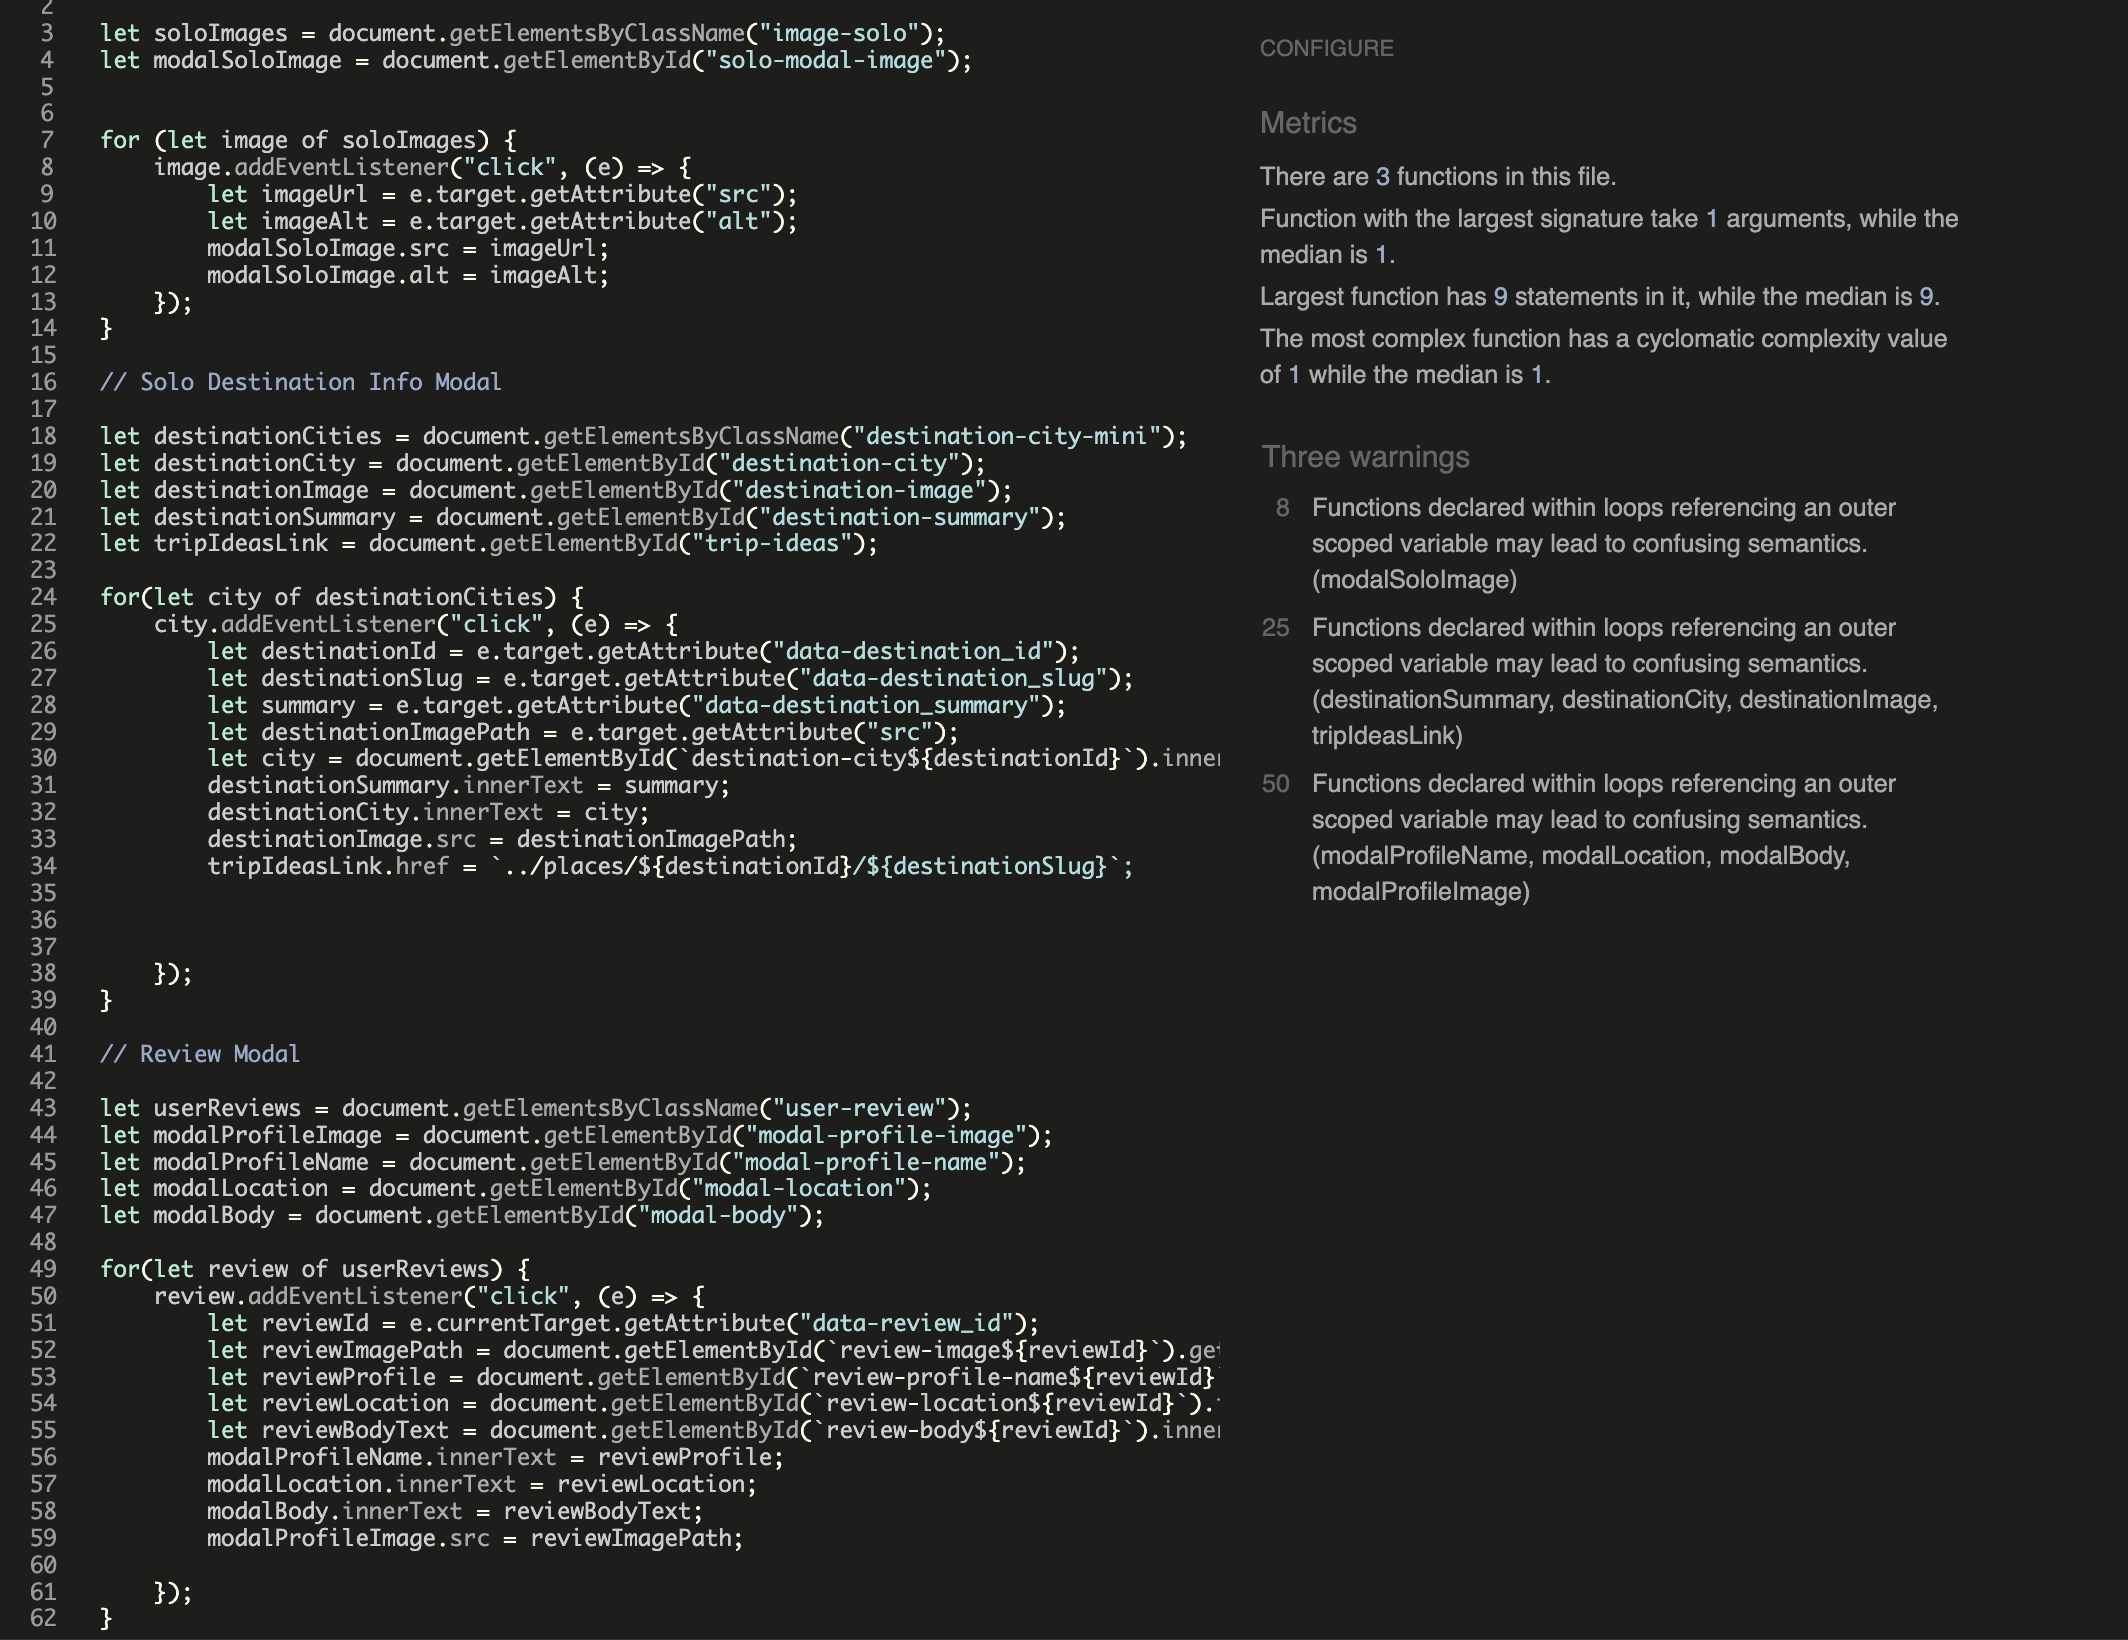 2
3 let soloImages = document.getElementsByClassName("image-solo");
4 let modalSoloImage = document.getElementById("solo-modal-image");
5
6
7 for (let image of soloImages) {
8     image.addEventListener("click", (e) => {
9         let imageUrl = e.target.getAttribute("src");
10         let imageAlt = e.target.getAttribute("alt");
11         modalSoloImage.src = imageUrl;
12         modalSoloImage.alt = imageAlt;
13     });
14 }
15
16 // Solo Destination Info Modal
17
18 let destinationCities = document.getElementsByClassName("destination-city-mini");
19 let destinationCity = document.getElementById("destination-city");
20 let destinationImage = document.getElementById("destination-image");
21 let destinationSummary = document.getElementById("destination-summary");
22 let tripIdeasLink = document.getElementById("trip-ideas");
23
24 for(let city of destinationCities) {
25     city.addEventListener("click", (e) => {
26         let destinationId = e.target.getAttribute("data-destination_id");
27         let destinationSlug = e.target.getAttribute("data-destination_slug");
28         let summary = e.target.getAttribute("data-destination_summary");
29         let destinationImagePath = e.target.getAttribute("src");
30         let city = document.getElementById(`destination-city${destinationId}`).inner
31         destinationSummary.innerText = summary;
32         destinationCity.innerText = city;
33         destinationImage.src = destinationImagePath;
34         tripIdeasLink.href = `../places/${destinationId}/${destinationSlug}`;
35
36
37
38     });
39 }
40
41 // Review Modal
42
43 let userReviews = document.getElementsByClassName("user-review");
44 let modalProfileImage = document.getElementById("modal-profile-image");
45 let modalProfileName = document.getElementById("modal-profile-name");
46 let modalLocation = document.getElementById("modal-location");
47 let modalBody = document.getElementById("modal-body");
48
49 for(let review of userReviews) {
50     review.addEventListener("click", (e) => {
51         let reviewId = e.currentTarget.getAttribute("data-review_id");
52         let reviewImagePath = document.getElementById(`review-image${reviewId}`).get
53         let reviewProfile = document.getElementById(`review-profile-name${reviewId}`
54         let reviewLocation = document.getElementById(`review-location${reviewId}`).
55         let reviewBodyText = document.getElementById(`review-body${reviewId}`).inner
56         modalProfileName.innerText = reviewProfile;
57         modalLocation.innerText = reviewLocation;
58         modalBody.innerText = reviewBodyText;
59         modalProfileImage.src = reviewImagePath;
60
61     });
62 }
CONFIGURE
Metrics
There are 3 functions in this file.
Function with the largest signature take 1 arguments, while the
median is 1.
Largest function has 9 statements in it, while the median is 9.
The most complex function has a cyclomatic complexity value
of 1 while the median is 1.
Three warnings
8 Functions declared within loops referencing an outer
scoped variable may lead to confusing semantics.
(modalSoloImage)
25 Functions declared within loops referencing an outer
scoped variable may lead to confusing semantics.
(destinationSummary, destinationCity, destinationImage,
tripIdeasLink)
50 Functions declared within loops referencing an outer
scoped variable may lead to confusing semantics.
(modalProfileName, modalLocation, modalBody,
modalProfileImage)